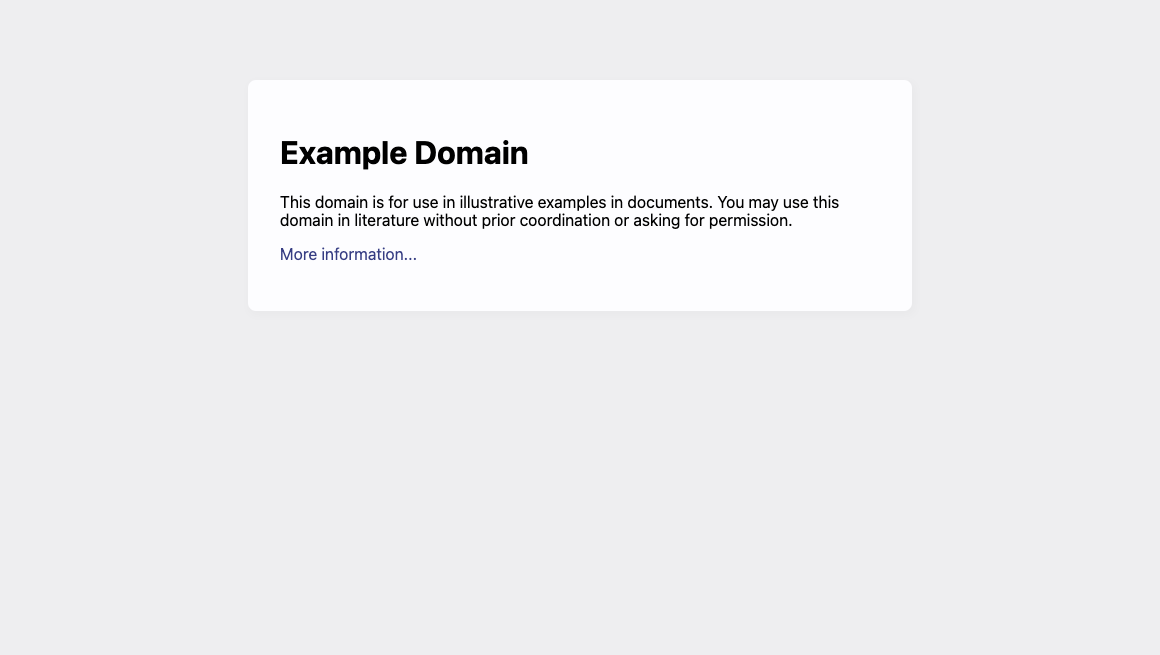 Example Domain
This domain is for use in illustrative examples in documents. You may use this
domain in literature without prior coordination or asking for permission.
More information...